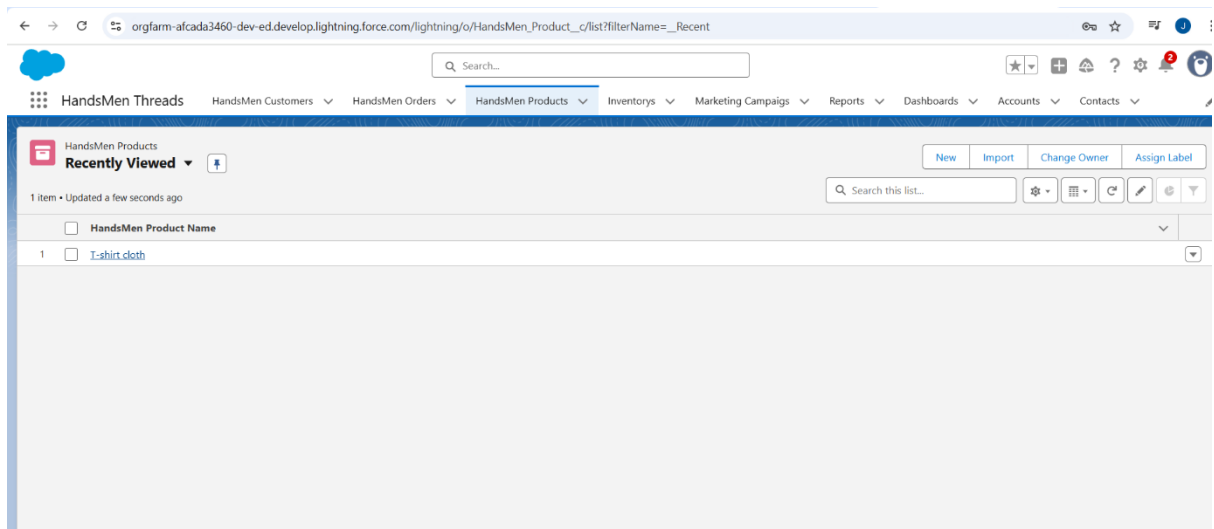 orgfarm-afcada3460-dev-ed.develop.lightning.force.com/lightning/o/HandsMen_Product__c/list?filterName=__Recent
J
Search...
2
HandsMen Threads HandsMen Customers HandsMen Orders HandsMen Products Inventorys Marketing Campaigs Reports Dashboards Accounts Contacts
HandsMen Products
Recently Viewed
New Import Change Owner Assign Label
1 item • Updated a few seconds ago
Search this list...
HandsMen Product Name
1 T-shirt cloth